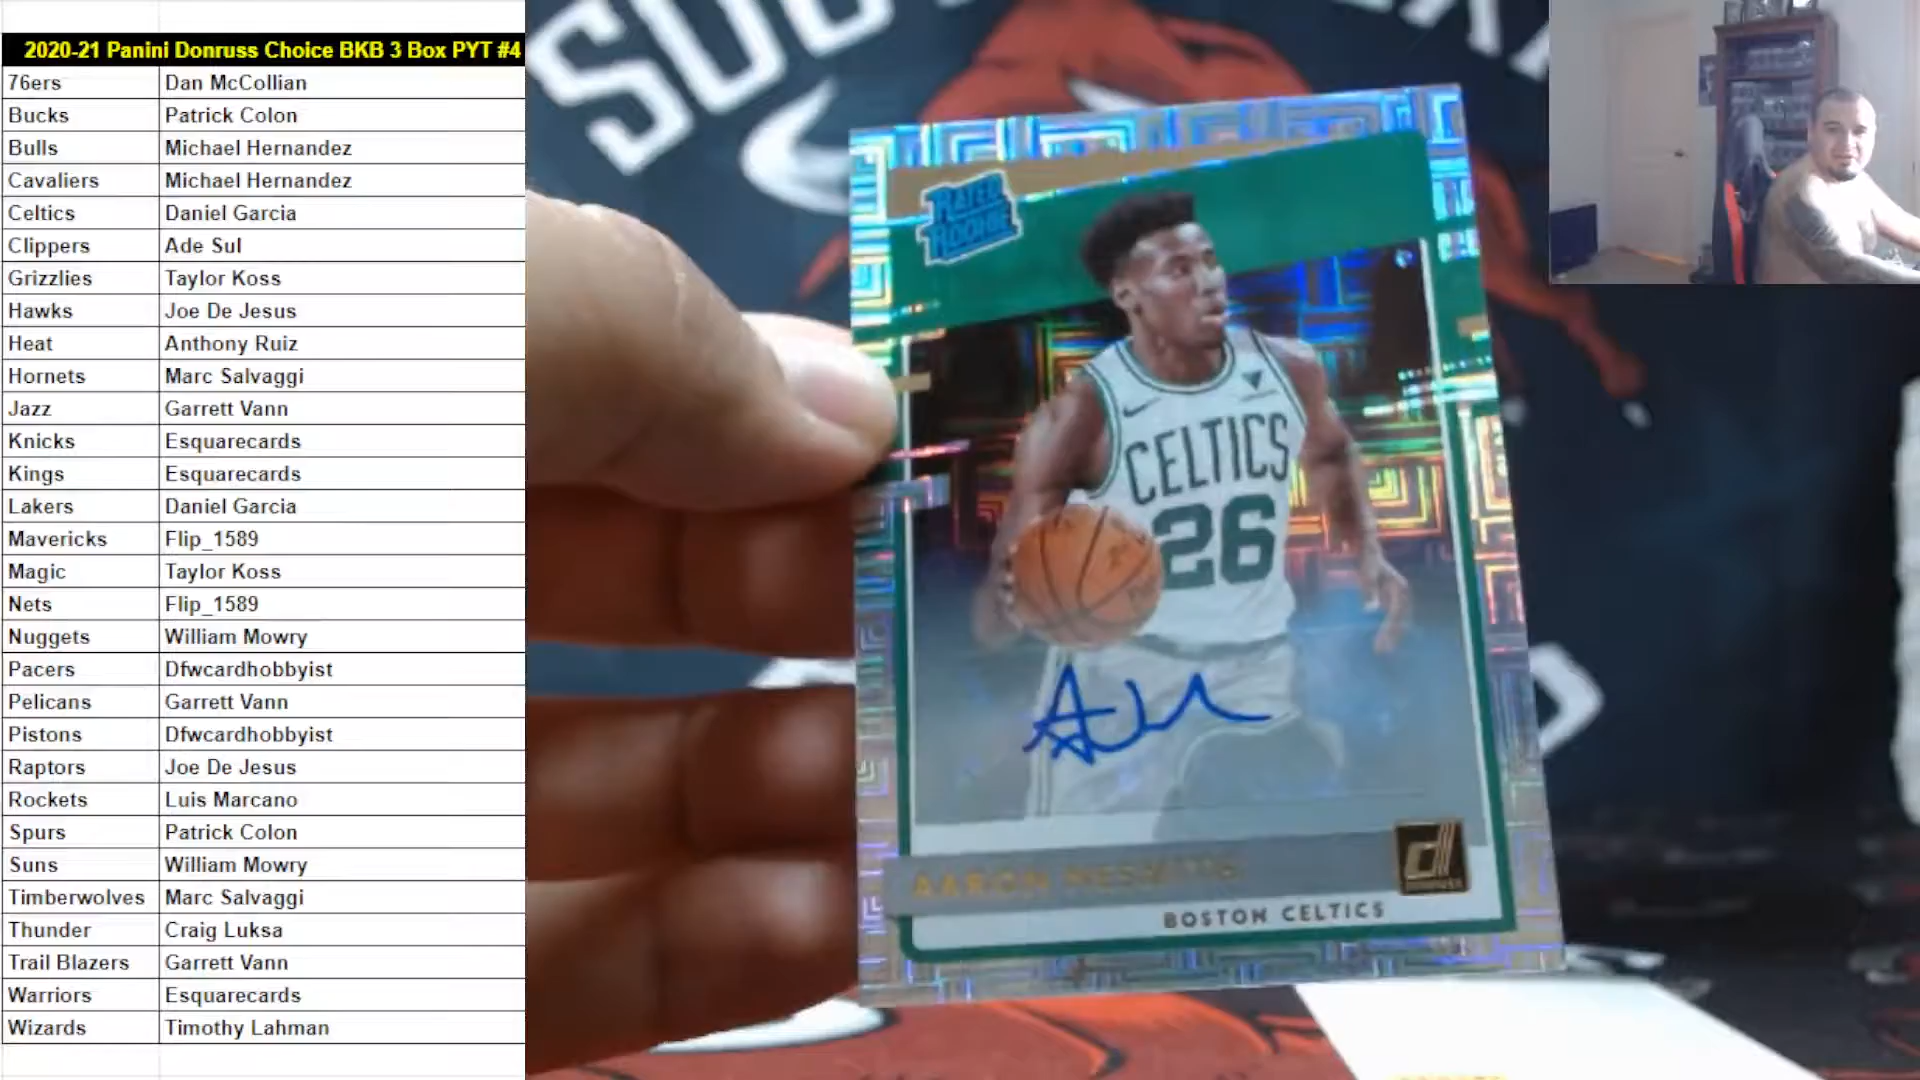 2020-21 Panini Donruss Choice BKB 3 Box PYT #4
76ers Dan McCollian
Bucks Patrick Colon
Bulls Michael Hernandez
Cavaliers Michael Hernandez
Celtics Daniel Garcia
Clippers Ade Sul
Grizzlies Taylor Koss
Hawks Joe De Jesus
Heat Anthony Ruiz
Hornets Marc Salvaggi
Jazz Garrett Vann
Knicks Esquarecards
Kings Esquarecards
Lakers Daniel Garcia
Mavericks Flip_1589
Magic Taylor Koss
Nets Flip_1589
Nuggets William Mowry
Pacers Dfwcardhobbyist
Pelicans Garrett Vann
Pistons Dfwcardhobbyist
Raptors Joe De Jesus
Rockets Luis Marcano
Spurs Patrick Colon
Suns William Mowry
Timberwolves Marc Salvaggi
Thunder Craig Luksa
Trail Blazers Garrett Vann
Warriors Esquarecards
Wizards Timothy Lahman
RATED
ROOKIE
CELTICS
26
AARON NESMITH
BOSTON CELTICS